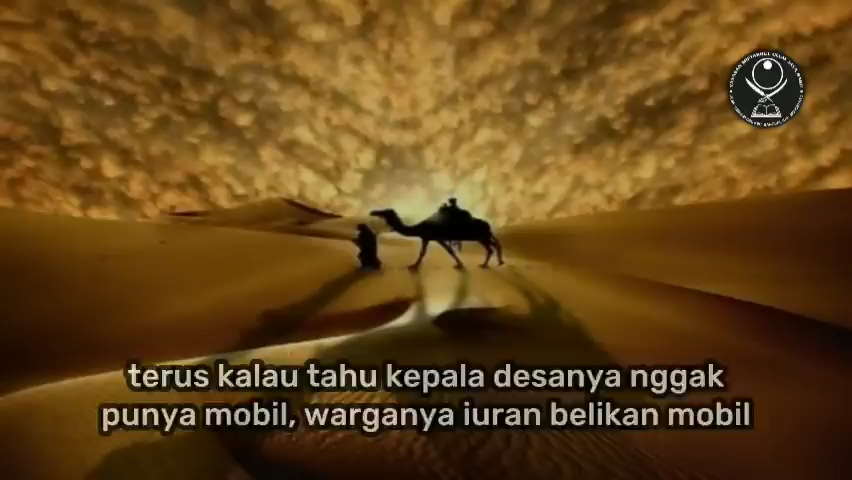 terus kalau tahu kepala desanya nggak
punya mobil, warganya iuran belikan mobil